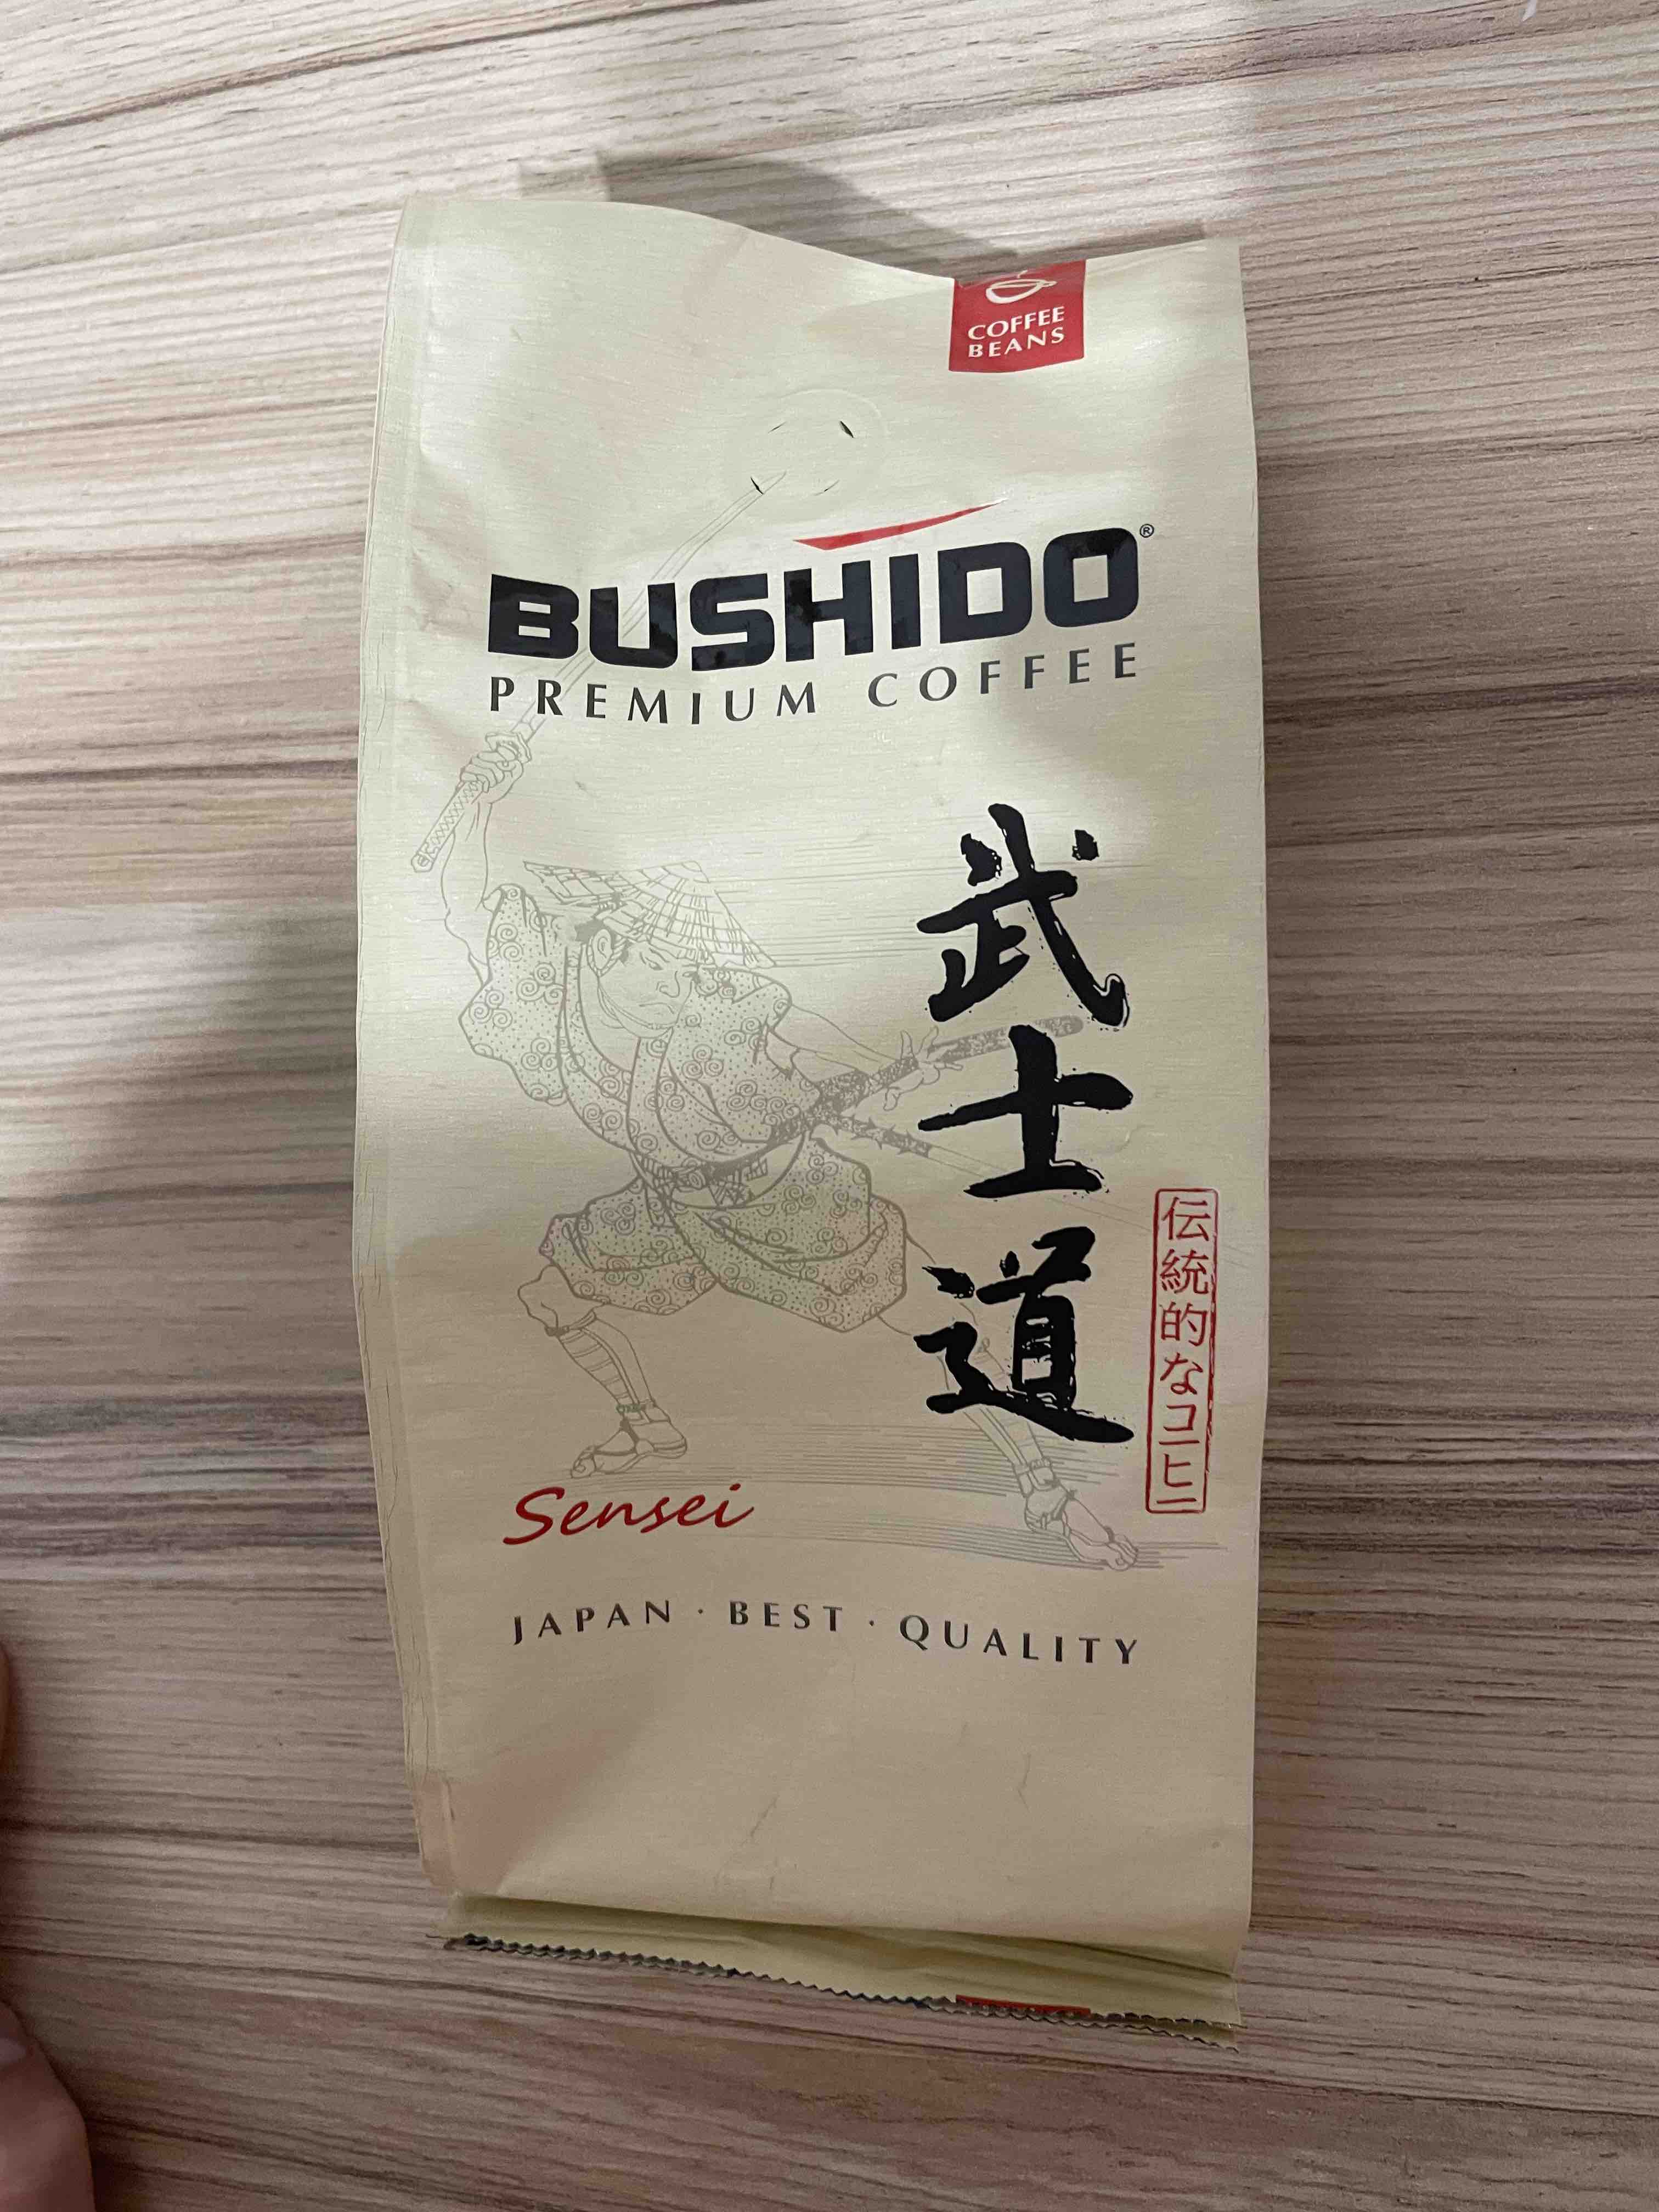 COFFEE
BEANS
BUSHIDO®
PREMIUM COFFEE
武士道
伝統的なコーヒー
Sensei
JAPAN · BEST · QUALITY